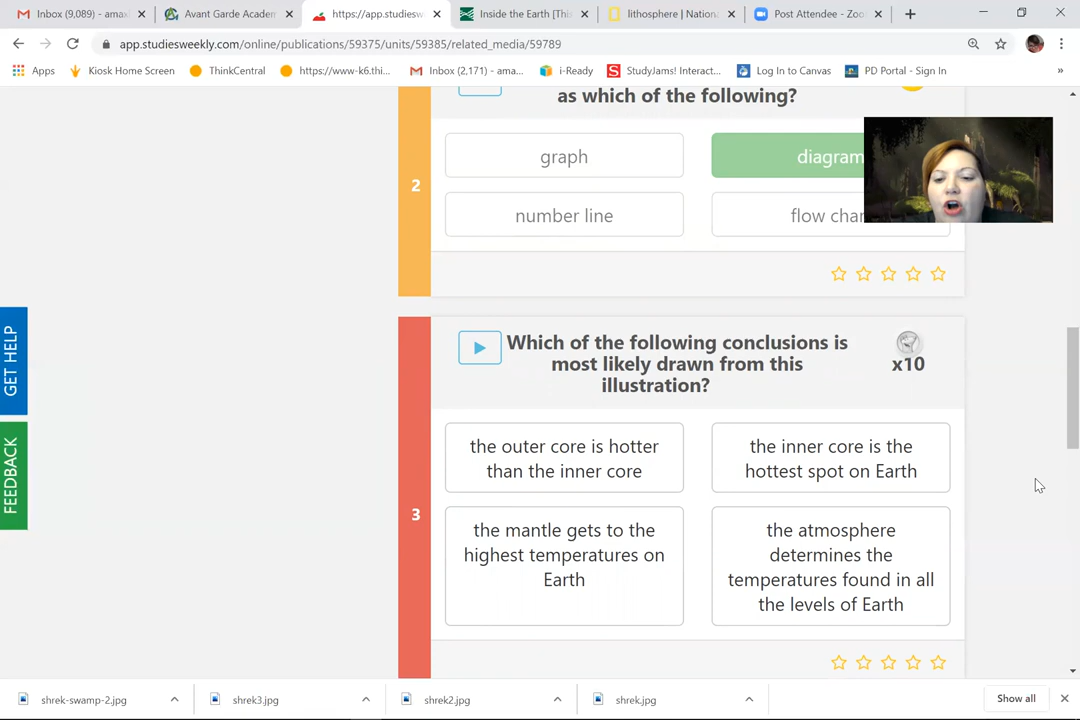 Inbox (9,089) - amax
Avant Garde Academ
https://app.studiesw
Inside the Earth [Thi
lithosphere | Nation
Post Attendee - Zoo
app.studiesweekly.com/online/publications/59375/units/59385/related_media/59789
Apps
Kiosk Home Screen
ThinkCentral
https://www-k6.thi...
Inbox (2,171) - ama...
i-Ready
StudyJams! Interact...
Log In to Canvas
PD Portal - Sign In
»
as which of the following?
2
graph
diagram
number line
flow char
GET HELP
FEEDBACK
3
Which of the following conclusions is
most likely drawn from this
illustration?
x10
the outer core is hotter
than the inner core
the inner core is the
hottest spot on Earth
the mantle gets to the
highest temperatures on
Earth
the atmosphere
determines the
temperatures found in all
the levels of Earth
shrek-swamp-2.jpg
shrek3.jpg
shrek2.jpg
shrek.jpg
Show all